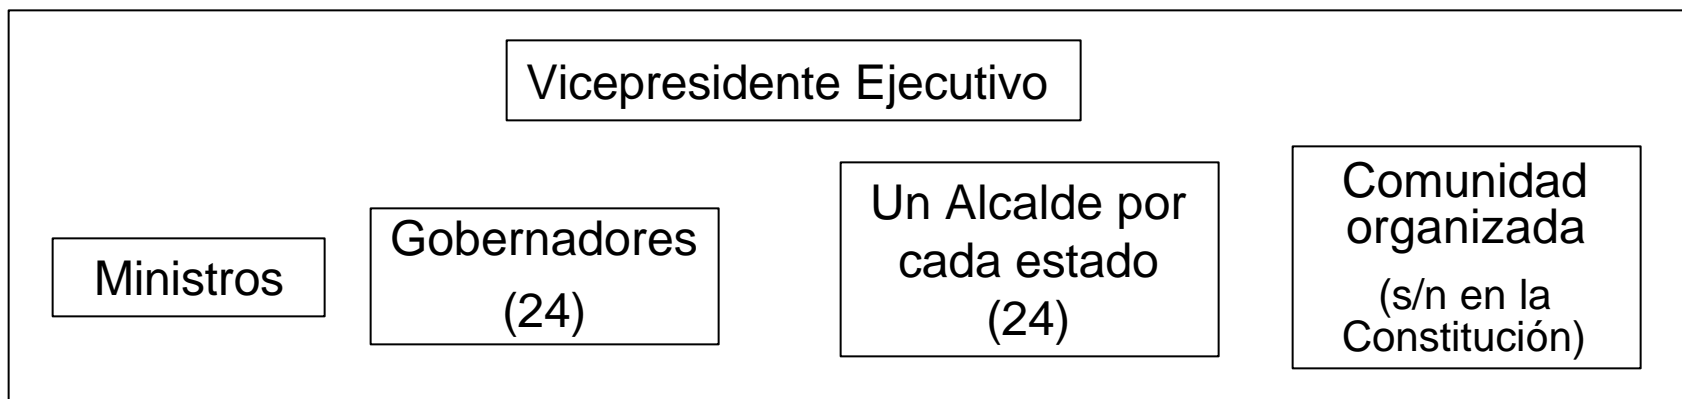 Vicepresidente Ejecutivo
Ministros
Gobernadores
(24)
Un Alcalde por
cada estado
(24)
Comunidad
organizada
(s/n en la
Constitución)